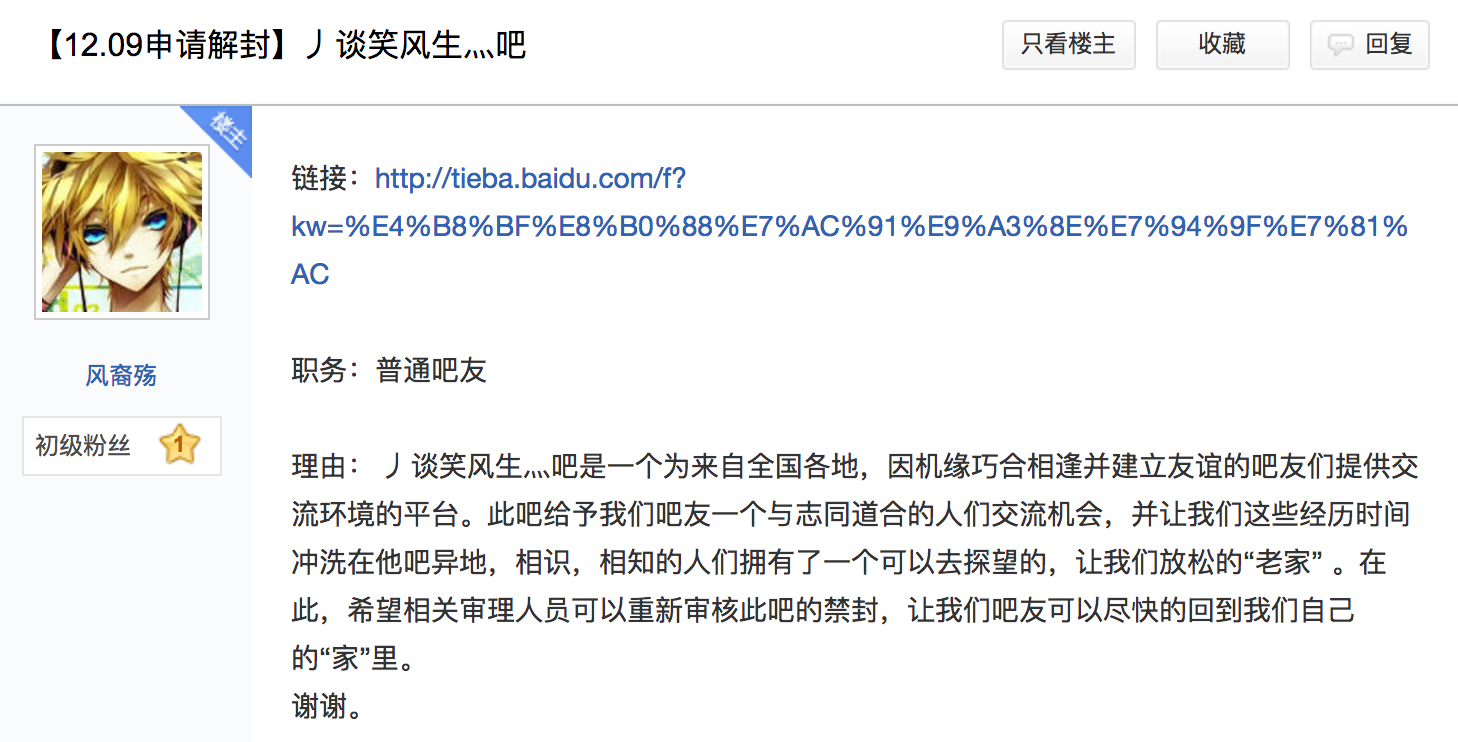 【12.09申请解封】丿谈笑风生灬吧
只看楼主
收藏
回复
楼主
链接：http://tieba.baidu.com/f?
kw=%E4%B8%BF%E8%B0%88%E7%AC%91%E9%A3%8E%E7%94%9F%E7%81%
AC
风裔殇
职务：普通吧友
初级粉丝 1
理由： 丿谈笑风生灬吧是一个为来自全国各地，因机缘巧合相逢并建立友谊的吧友们提供交
流环境的平台。此吧给予我们吧友一个与志同道合的人们交流机会，并让我们这些经历时间
冲洗在他吧异地，相识，相知的人们拥有了一个可以去探望的，让我们放松的“老家” 。在
此，希望相关审理人员可以重新审核此吧的禁封，让我们吧友可以尽快的回到我们自己
的“家”里。
谢谢。